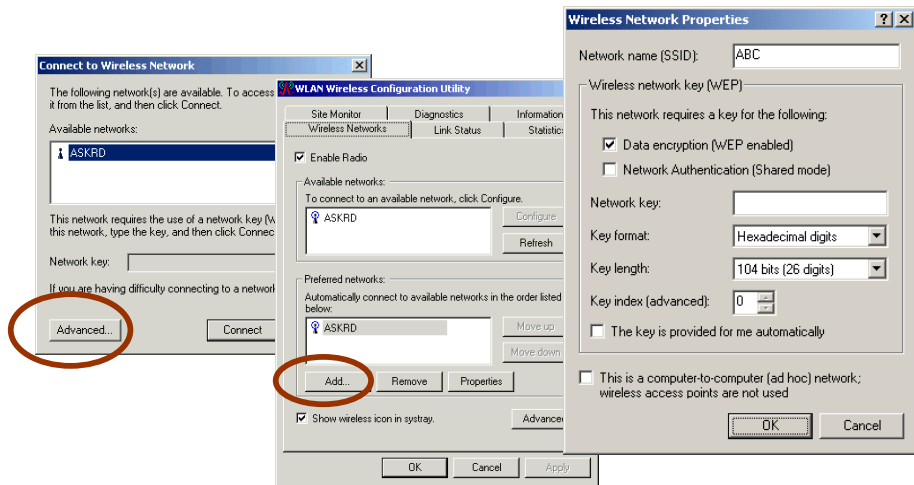 Connect to Wireless Network
The following network(s) are available. To access
it from the list, and then click Connect.
Available networks:
ASKRD
This network requires the use of a network key (W
this network, type the key, and then click Connec
Network key:
If you are having difficulty connecting to a network
Advanced...
Connect
WLAN Wireless Configuration Utility
Site Monitor
Diagnostics
Information
Wireless Networks
Link Status
Statistic
Enable Radio
Available networks:
To connect to an available network, click Configure.
ASKRD
Configure
Refresh
Preferred networks:
Automatically connect to available networks in the order listed
below:
ASKRD
Move up
Move down
Add...
Remove
Properties
Show wireless icon in systray.
Advance
OK
Cancel
Apply
Wireless Network Properties
Network name (SSID):
ABC
Wireless network key (WEP)
This network requires a key for the following:
Data encryption (WEP enabled)
Network Authentication (Shared mode)
Network key:
Key format:
Hexadecimal digits
Key length:
104 bits (26 digits)
Key index (advanced):
0
The key is provided for me automatically
This is a computer-to-computer (ad hoc) network;
wireless access points are not used
OK
Cancel